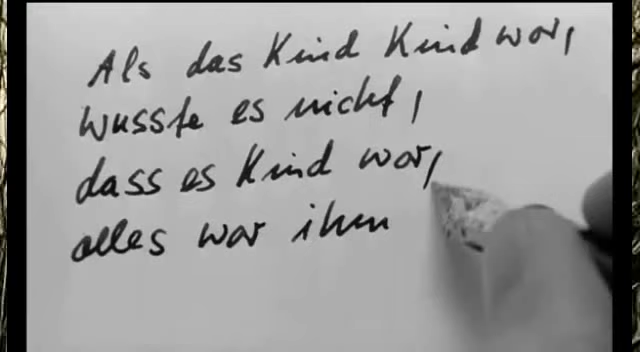 Als das Kind Kind war,
wusste es nicht,
dass es Kind war,
alles war ihm